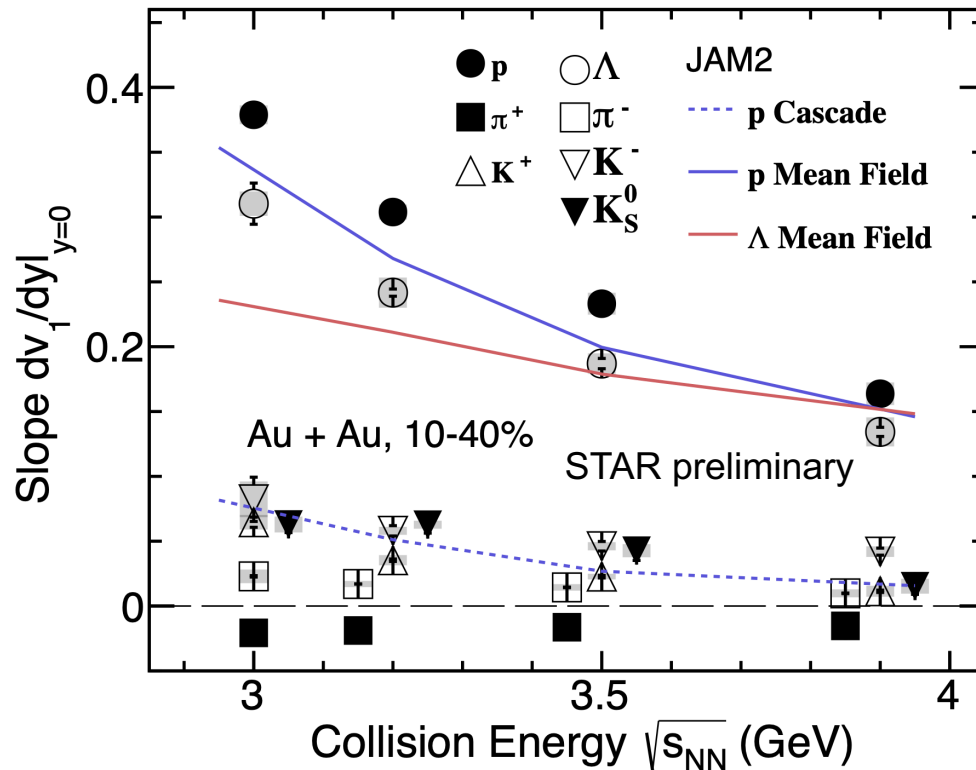 p
Λ
JAM2
π⁺
π⁻
p Cascade
K⁺
K⁻
p Mean Field
K⁰S
Λ Mean Field
0.4
0.2
0
Slope dv₁/dy|y=0
Au + Au, 10-40%
STAR preliminary
3
3.5
4
Collision Energy √sNN (GeV)